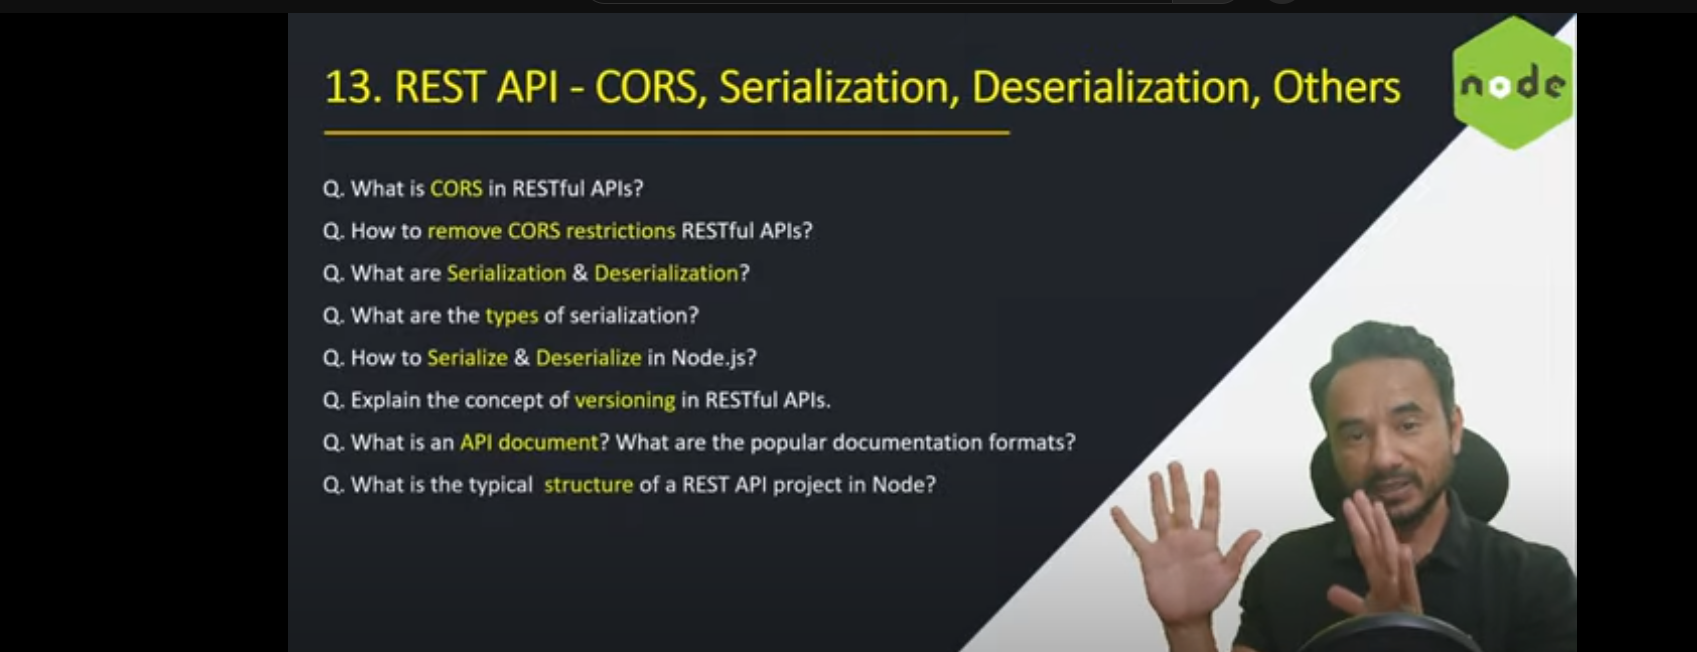 13. REST API - CORS, Serialization, Deserialization, Others
node
Q. What is CORS in RESTful APIs?
Q. How to remove CORS restrictions RESTful APIs?
Q. What are Serialization & Deserialization?
Q. What are the types of serialization?
Q. How to Serialize & Deserialize in Node.js?
Q. Explain the concept of versioning in RESTful APIs.
Q. What is an API document? What are the popular documentation formats?
Q. What is the typical structure of a REST API project in Node?